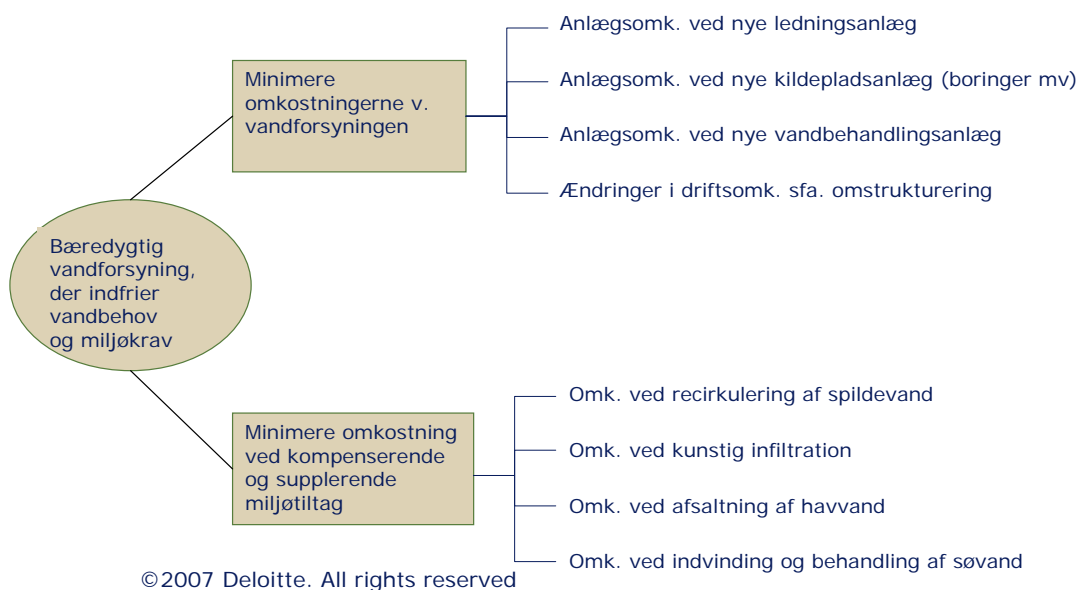 Bæredygtig
vandforsyning,
der indfrier
vandbehov
og miljøkrav
Minimere
omkostningerne v.
vandforsyningen
Anlægsomk. ved nye ledningsanlæg
Anlægsomk. ved nye kildepladsanlæg (boringer mv)
Anlægsomk. ved nye vandbehandlingsanlæg
Ændringer i driftsomk. sfa. omstrukturering
Minimere omkostning
ved kompenserende
og supplerende
miljøtiltag
Omk. ved recirkulering af spildevand
Omk. ved kunstig infiltration
Omk. ved afsaltning af havvand
Omk. ved indvinding og behandling af søvand
©2007 Deloitte. All rights reserved